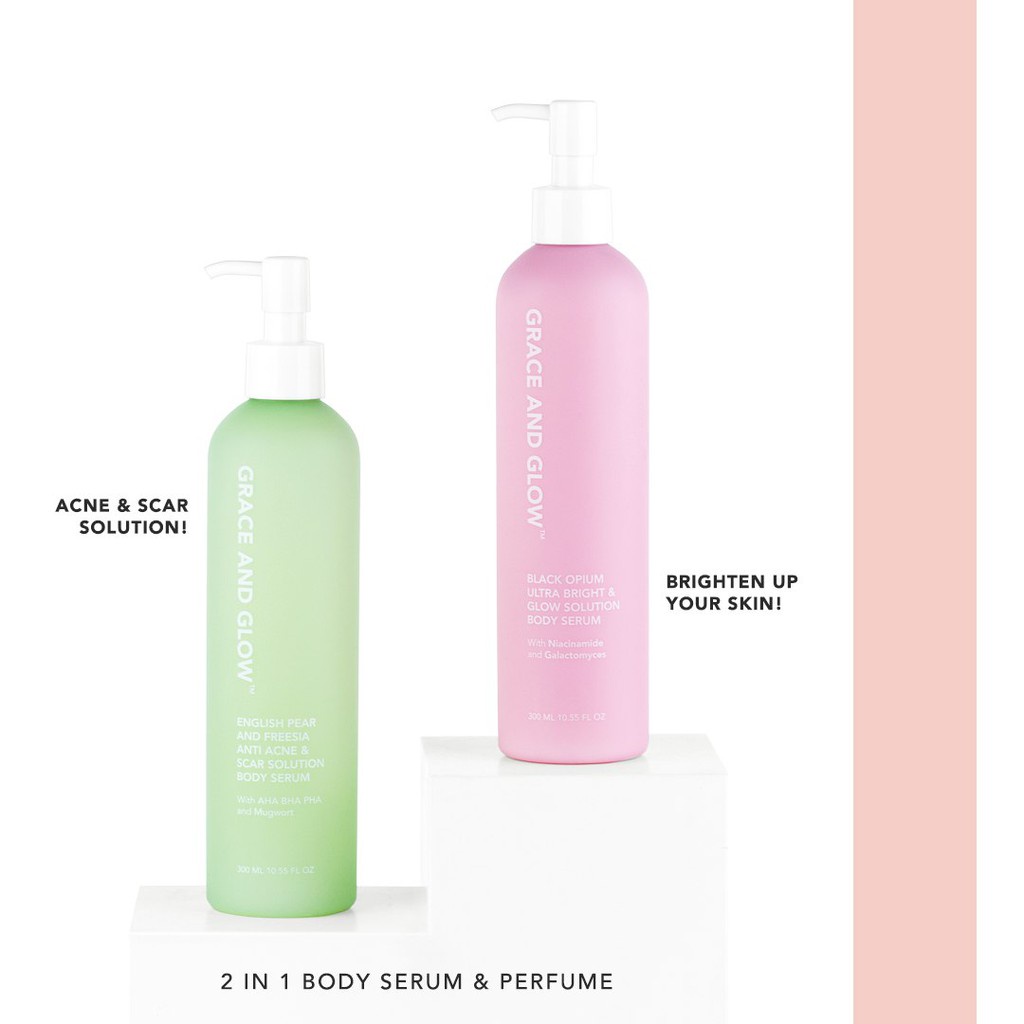 GRACE AND GLOW™
BLACK OPIUM
ULTRA BRIGHT &
GLOW SOLUTION
BODY SERUM
With Niacinamide
and Galactomyces
300 ML 10.55 FL OZ
BRIGHTEN UP
YOUR SKIN!
ACNE & SCAR
SOLUTION!
GRACE AND GLOW™
ENGLISH PEAR
AND FREESIA
ANTI ACNE &
SCAR SOLUTION
BODY SERUM
With AHA BHA PHA
and Mugwort
300 ML 10.55 FL OZ
2 IN 1 BODY SERUM & PERFUME